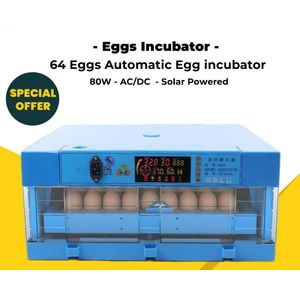 - Eggs Incubator -
64 Eggs Automatic Egg incubator
80W - AC/DC - Solar Powered
SPECIAL
OFFER